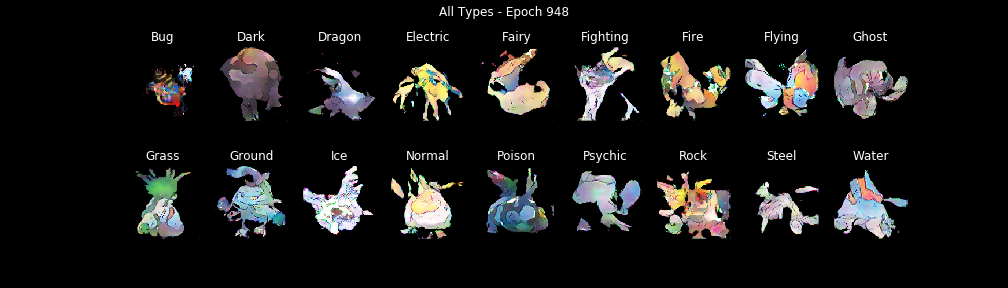 All Types - Epoch 948
Bug Dark Dragon Electric Fairy Fighting Fire Flying Ghost
Grass Ground Ice Normal Poison Psychic Rock Steel Water